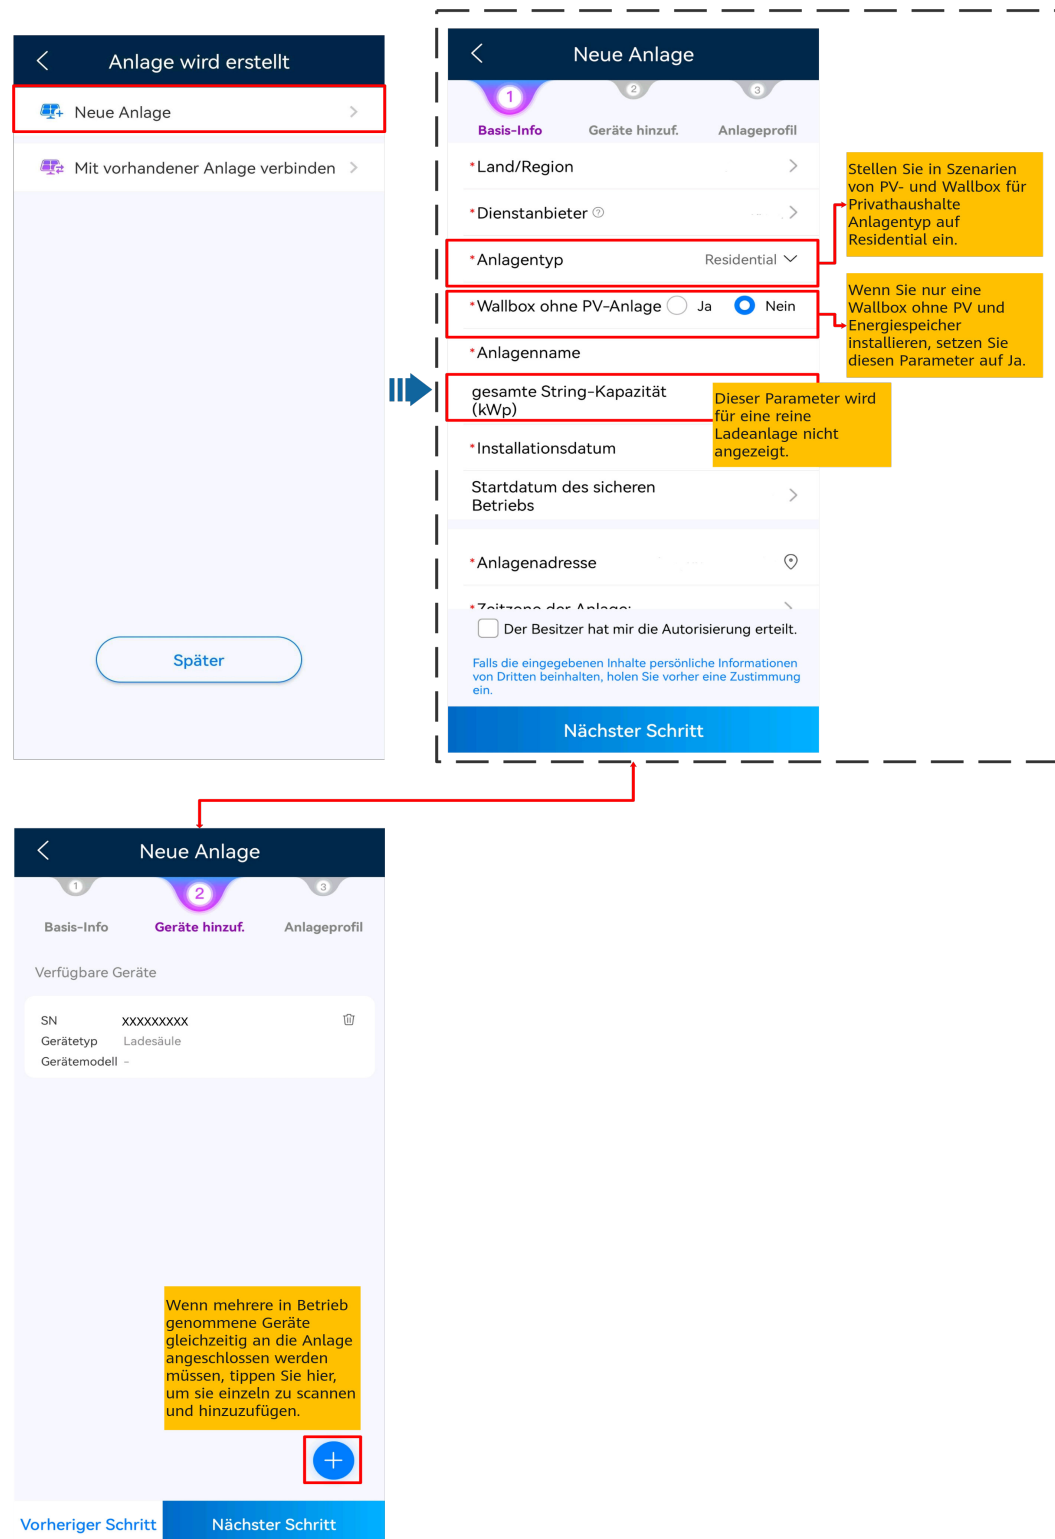 Anlage wird erstellt
Neue Anlage
Mit vorhandener Anlage verbinden
Später
Neue Anlage
1
2
3
Basis-Info
Geräte hinzuf.
Anlageprofil
*Land/Region
*Dienstanbieter
*Anlagentyp
Residential
*Wallbox ohne PV-Anlage
Ja
Nein
*Anlagenname
gesamte String-Kapazität
(kWp)
*Installationsdatum
Startdatum des sicheren
Betriebs
*Anlagenadresse
*Zeitzone der Anlage:
Der Besitzer hat mir die Autorisierung erteilt.
Falls die eingegebenen Inhalte persönliche Informationen
von Dritten beinhalten, holen Sie vorher eine Zustimmung
ein.
Nächster Schritt
Stellen Sie in Szenarien
von PV- und Wallbox für
Privathaushalte
Anlagentyp auf
Residential ein.
Wenn Sie nur eine
Wallbox ohne PV und
Energiespeicher
installieren, setzen Sie
diesen Parameter auf Ja.
Dieser Parameter wird
für eine reine
Ladeanlage nicht
angezeigt.
Neue Anlage
1
2
3
Basis-Info
Geräte hinzuf.
Anlageprofil
Verfügbare Geräte
SN
XXXXXXXXX
Gerätetyp
Ladesäule
Gerätemodell
-
Wenn mehrere in Betrieb
genommene Geräte
gleichzeitig an die Anlage
angeschlossen werden
müssen, tippen Sie hier,
um sie einzeln zu scannen
und hinzuzufügen.
Vorheriger Schritt
Nächster Schritt